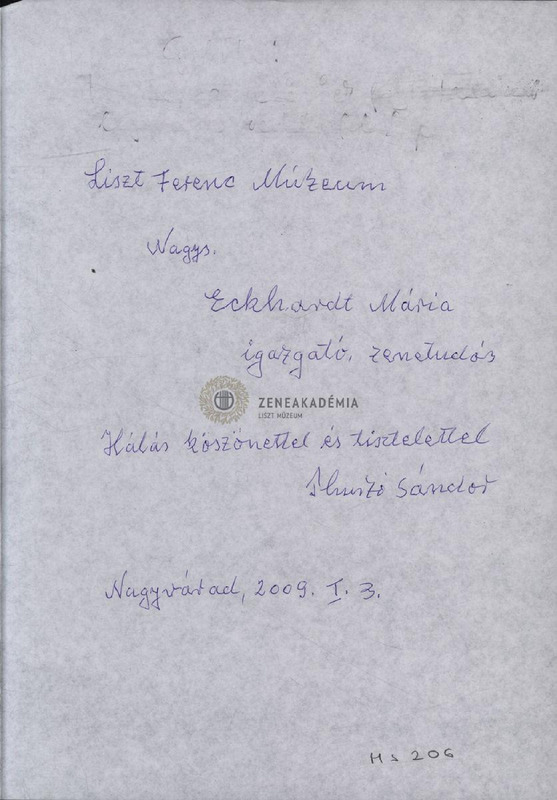 Liszt Ferenc Múzeum
Nagys.
Eckhardt Mária
igazgató, zenetudós
ZENEAKADÉMIA
LISZT MÚZEUM
Hálás köszönettel és tisztelettel
Sándor
Nagyvárad, 2009. I. 3.
Hs 206